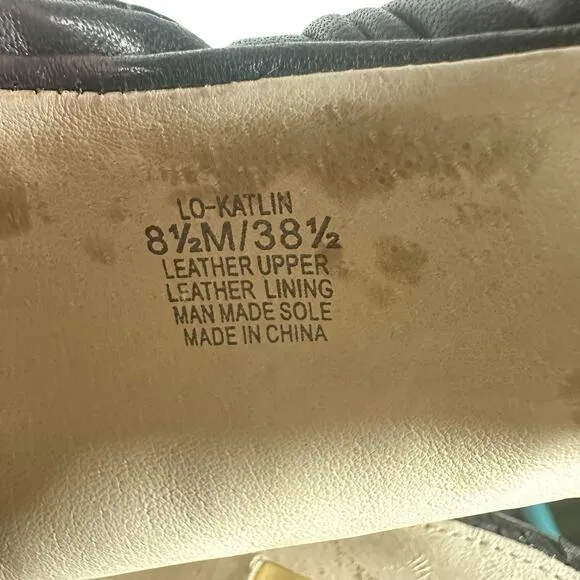 LO-KATLIN
8½M/38½
LEATHER UPPER
LEATHER LINING
MAN MADE SOLE
MADE IN CHINA